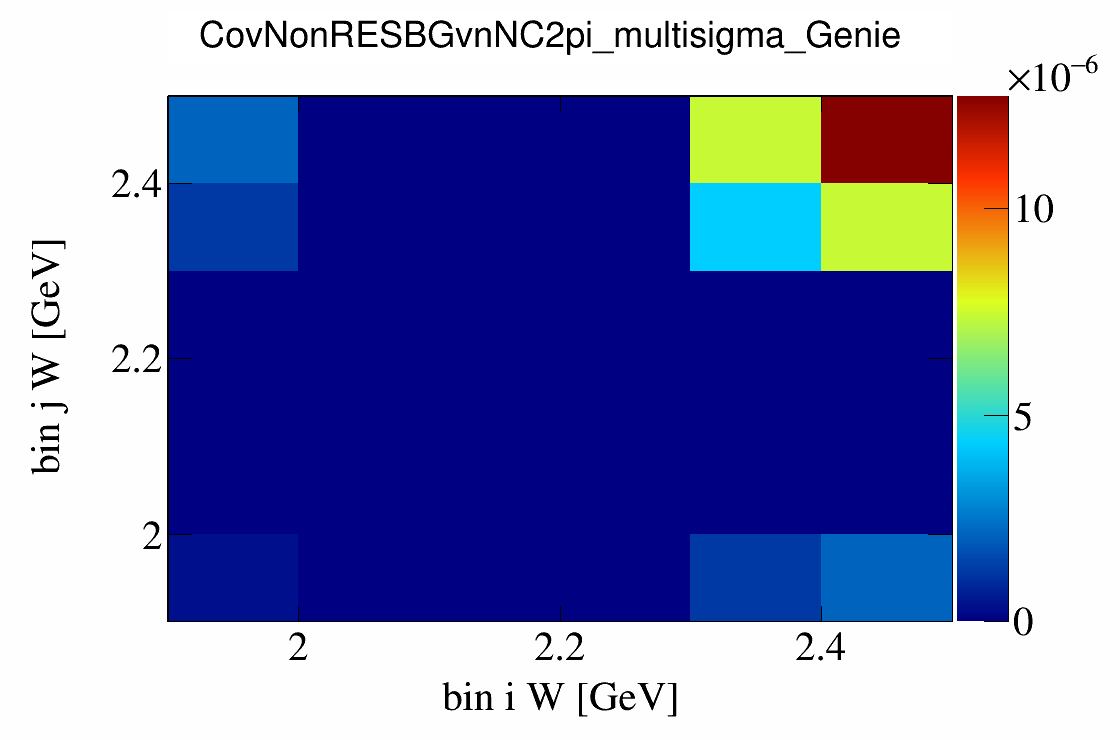 CovNonRESBGvnNC2pi_multisigma_Genie
×10⁻⁶
bin j W [GeV]
2.4
2.2
2
10
5
0
2 2.2 2.4
bin i W [GeV]